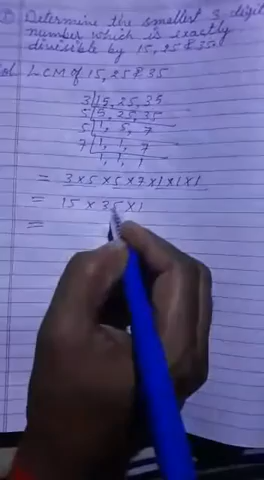 ① Determine the smallest 3 digit
number which is exactly
divisible by 15, 25 & 35.
Sol LCM of 15, 25 & 35
3 | 15, 25, 35
5 | 5, 25, 35
5 | 1, 5, 7
7 | 1, 1, 7
1, 1, 1
= 3 × 5 × 5 × 7 × 1 × 1 × 1
= 15 × 35 × 1
=